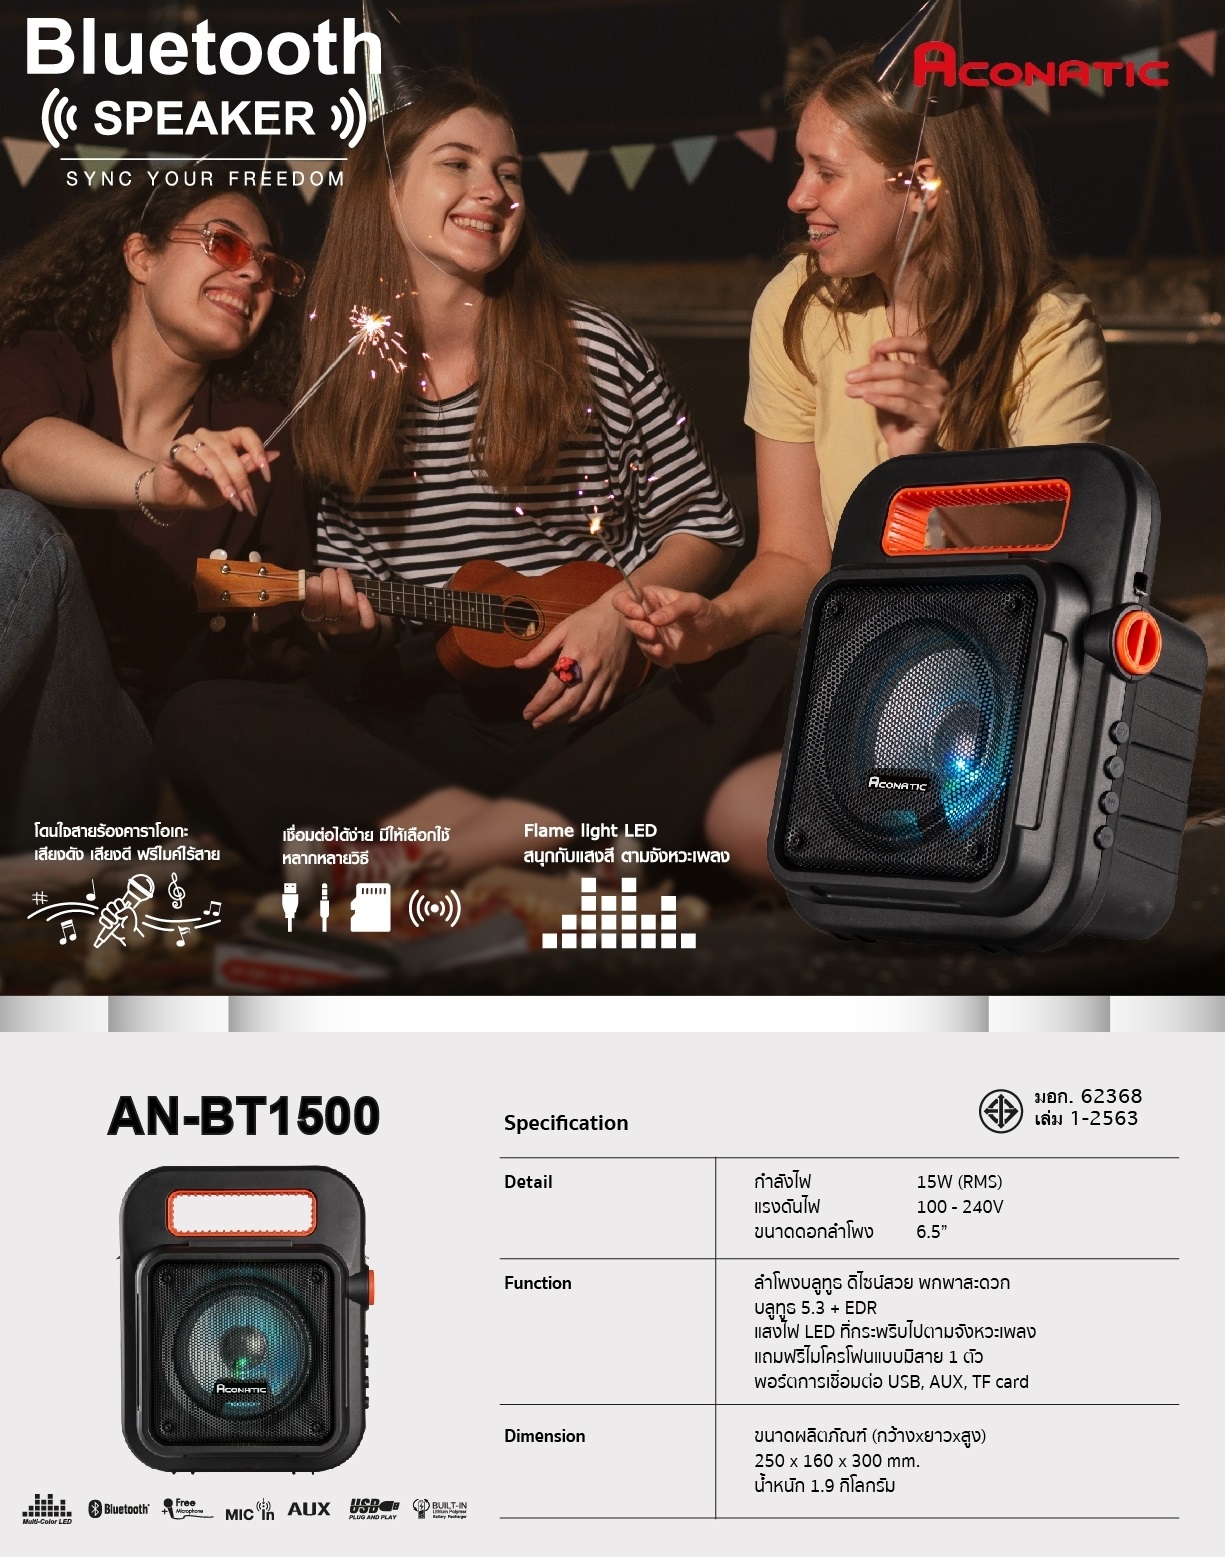 Bluetooth
SPEAKER
SYNC YOUR FREEDOM
ACONATIC
ACONATIC
โดนใจสายร้องคาราโอเกะ
เสียงดัง เสียงดี ฟรีไมค์ไร้สาย
เชื่อมต่อได้ง่าย มีให้เลือกใช้
หลากหลายวิธี
Flame light LED
สนุกกับแสงสี ตามจังหวะเพลง
AN-BT1500
ACONATIC
Multi-Color LED
Bluetooth
Free
Microphone
MIC in
AUX
USB
PLUG AND PLAY
BUILT-IN
Lithium Polymer
Battery Recharger
มอก. 62368
เล่ม 1-2563
Specification
Detail
กำลังไฟ 15W (RMS)
แรงดันไฟ 100 - 240V
ขนาดดอกลำโพง 6.5”
Function
ลำโพงบลูทูธ ดีไซน์สวย พกพาสะดวก
บลูทูธ 5.3 + EDR
แสงไฟ LED ที่กระพริบไปตามจังหวะเพลง
แถมฟรีไมโครโฟนแบบมีสาย 1 ตัว
พอร์ตการเชื่อมต่อ USB, AUX, TF card
Dimension
ขนาดผลิตภัณฑ์ (กว้างxยาวxสูง)
250 x 160 x 300 mm.
น้ำหนัก 1.9 กิโลกรัม